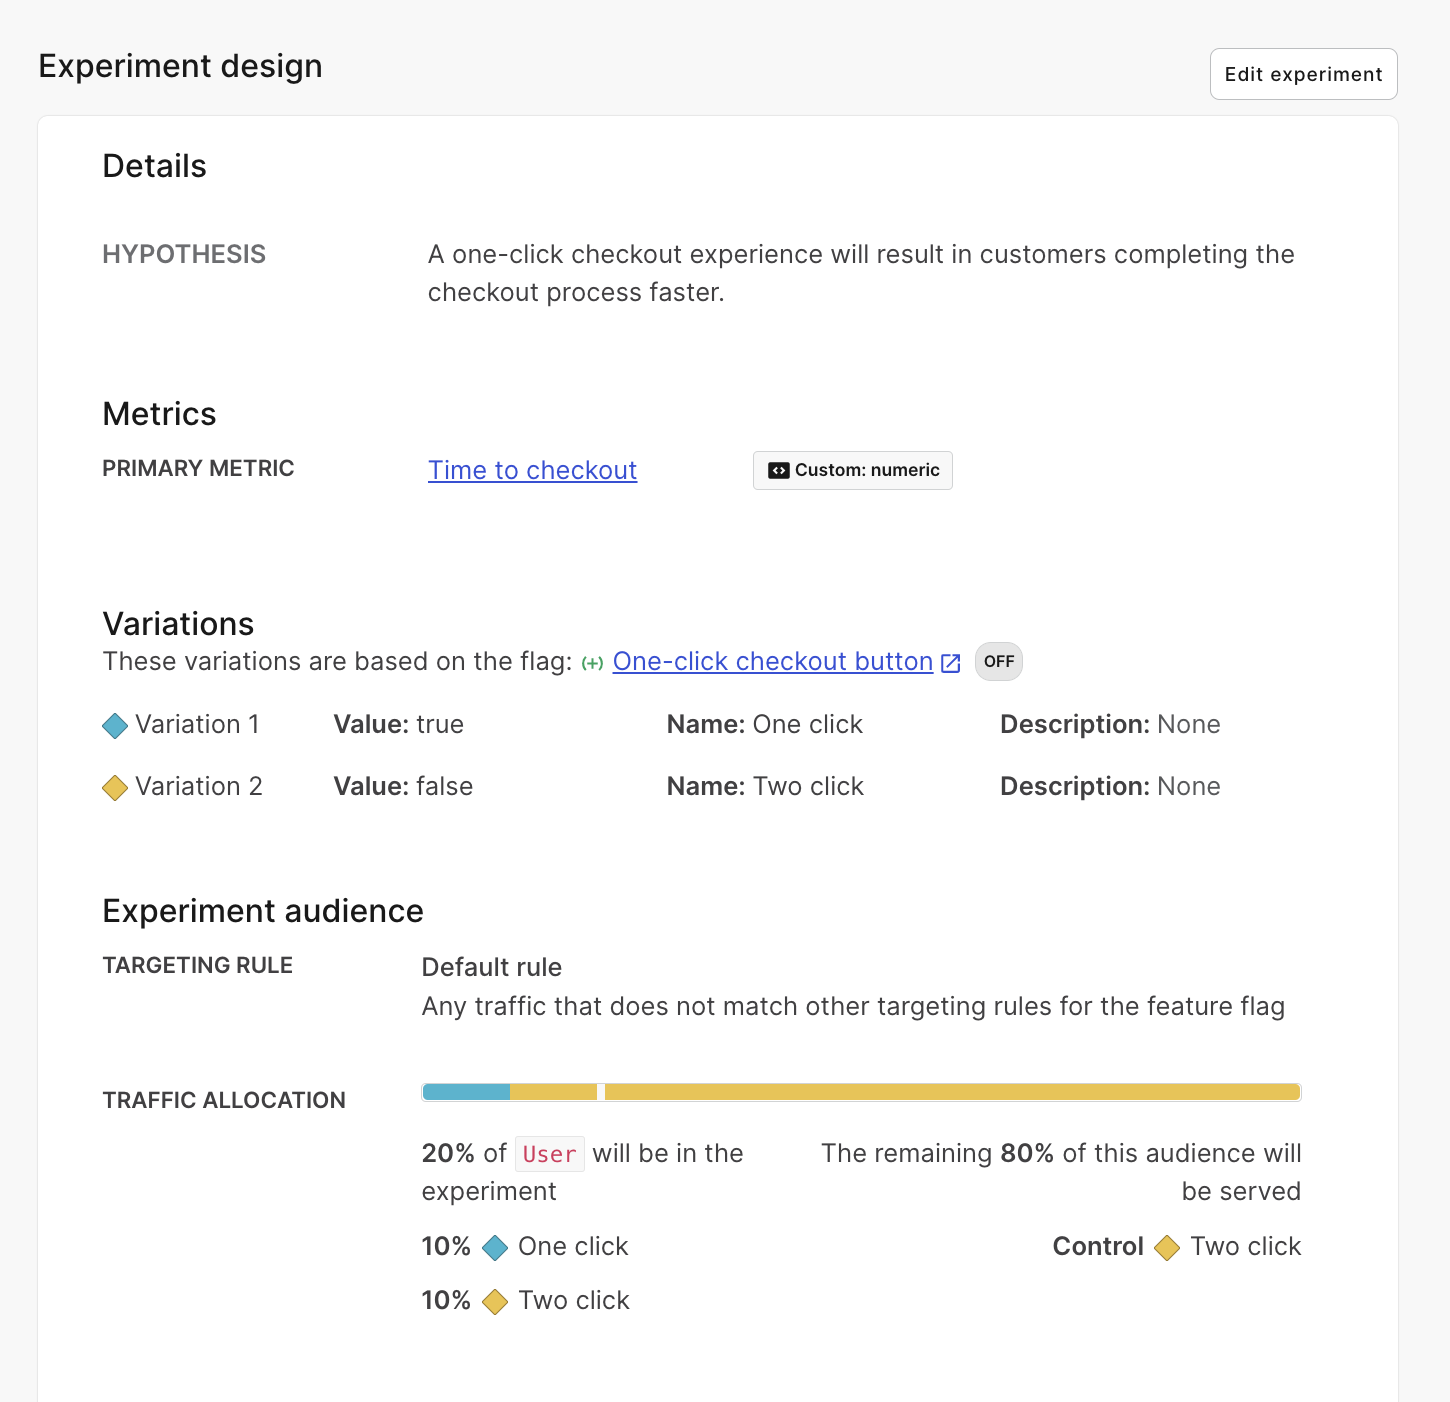 Experiment design
Edit experiment
Details
HYPOTHESIS
A one-click checkout experience will result in customers completing the
checkout process faster.
Metrics
PRIMARY METRIC
Time to checkout
Custom: numeric
Variations
These variations are based on the flag: (+) One-click checkout button OFF
Variation 1 Value: true Name: One click Description: None
Variation 2 Value: false Name: Two click Description: None
Experiment audience
TARGETING RULE
Default rule
Any traffic that does not match other targeting rules for the feature flag
TRAFFIC ALLOCATION
20% of User will be in the
experiment
10% One click
10% Two click
The remaining 80% of this audience will
be served
Control Two click